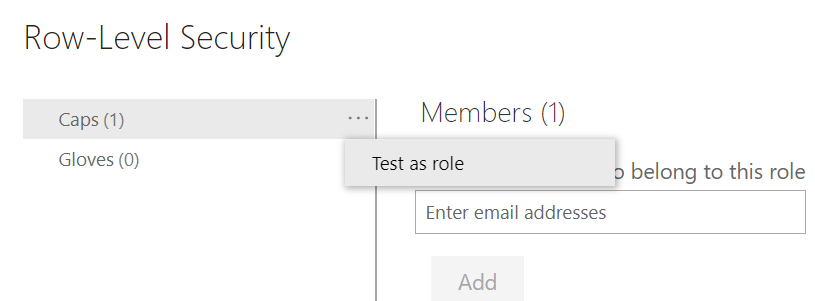 Row-Level Security
Caps (1)
...
Gloves (0)
Members (1)
Test as role
belong to this role
Enter email addresses
Add